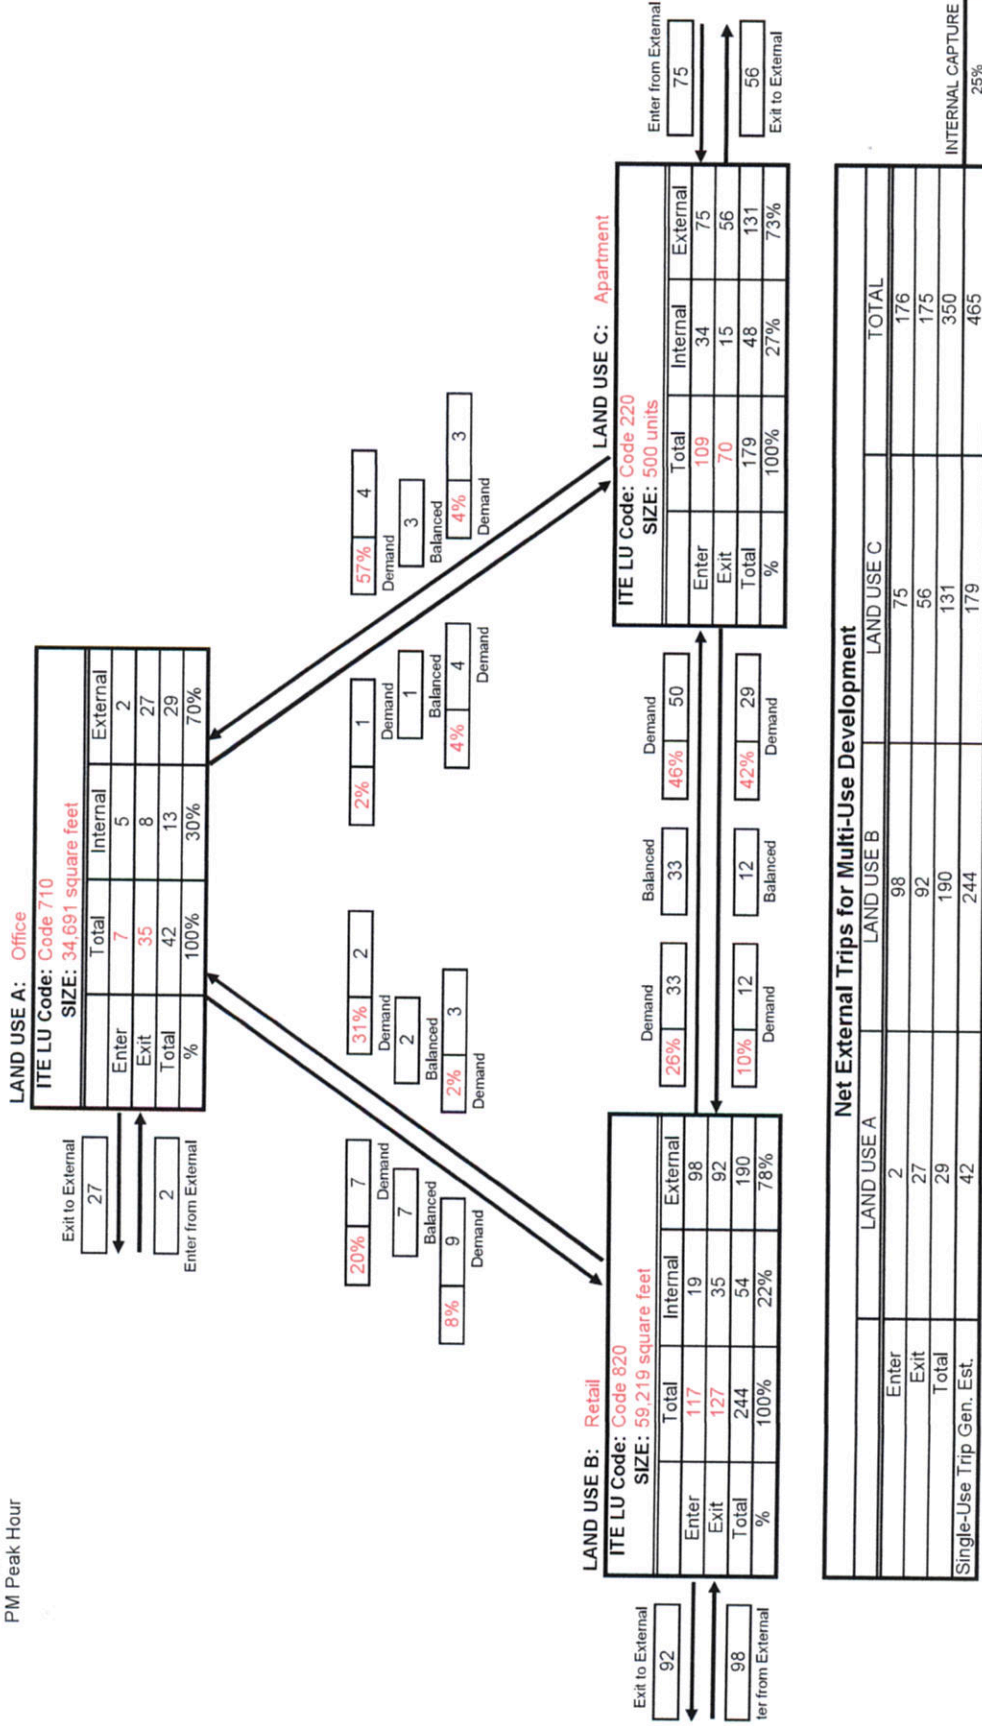 PM Peak Hour
LAND USE A: Office
ITE LU Code: Code 710
SIZE: 34,691 square feet
Total Internal External
Enter 7 5 2
Exit 35 8 27
Total 42 13 29
% 100% 30% 70%
Exit to External
27
2
Enter from External
20% 7
Demand
7
Balanced
8% 9
Demand
31% 2
Demand
2
Balanced
2% 3
Demand
2% 1
Demand
1
Balanced
4% 4
Demand
57% 4
Demand
3
Balanced
4% 3
Demand
LAND USE B: Retail
ITE LU Code: Code 820
SIZE: 59,219 square feet
Total Internal External
Enter 117 19 98
Exit 127 35 92
Total 244 54 190
% 100% 22% 78%
Exit to External
92
98
ter from External
Demand Balanced Demand
26% 33 33 46% 50
10% 12 12 42% 29
Demand Balanced Demand
LAND USE C: Apartment
ITE LU Code: Code 220
SIZE: 500 units
Total Internal External
Enter 109 34 75
Exit 70 15 56
Total 179 48 131
% 100% 27% 73%
Enter from External
75
56
Exit to External
Net External Trips for Multi-Use Development
LAND USE A LAND USE B LAND USE C TOTAL
Enter 2 98 75 176
Exit 27 92 56 175
Total 29 190 131 350
Single-Use Trip Gen. Est. 42 244 179 465
INTERNAL CAPTURE
25%